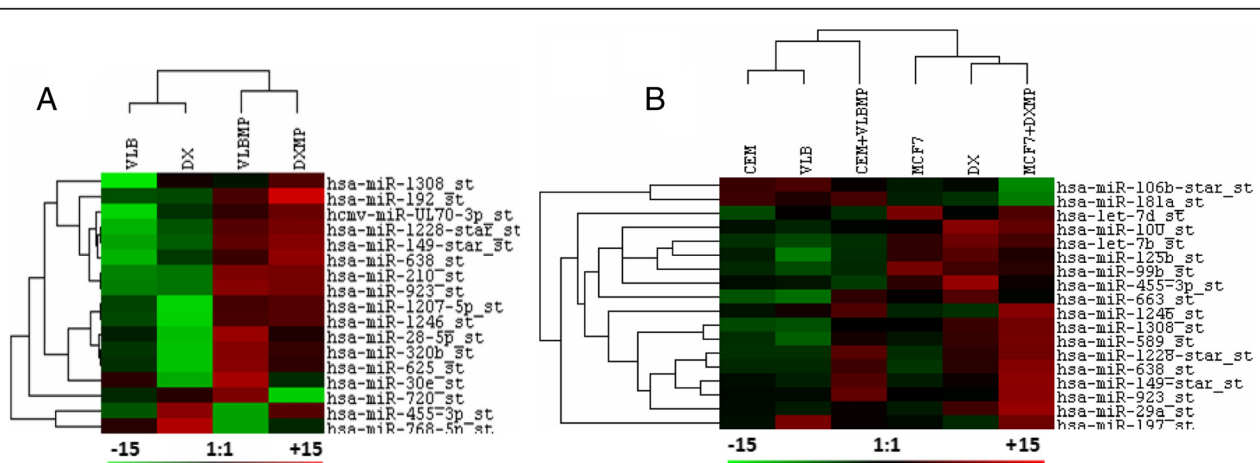 A
VLB
DX
VLBMP
DXMP
hsa-miR-1308_st
hsa-miR-192_st
hcmv-miR-UL70-3p_st
hsa-miR-1228-star_st
hsa-miR-149-star_st
hsa-miR-638_st
hsa-miR-210_st
hsa-miR-923_st
hsa-miR-1207-5p_st
hsa-miR-1246_st
hsa-miR-28-5p_st
hsa-miR-320b_st
hsa-miR-625_st
hsa-miR-30e_st
hsa-miR-720_st
hsa-miR-455-3p_st
hsa-miR-768-5p_st
-15 1:1 +15
B
CEM
VLB
CEM+VLBMP
MCF7
DX
MCF7+DXMP
hsa-miR-106b-star_st
hsa-miR-181a_st
hsa-let-7d_st
hsa-miR-100_st
hsa-let-7b_st
hsa-miR-125b_st
hsa-miR-99b_st
hsa-miR-455-3p_st
hsa-miR-663_st
hsa-miR-1246_st
hsa-miR-1308_st
hsa-miR-589_st
hsa-miR-1228-star_st
hsa-miR-638_st
hsa-miR-149-star_st
hsa-miR-923_st
hsa-miR-29a_st
hsa-miR-197_st
-15 1:1 +15